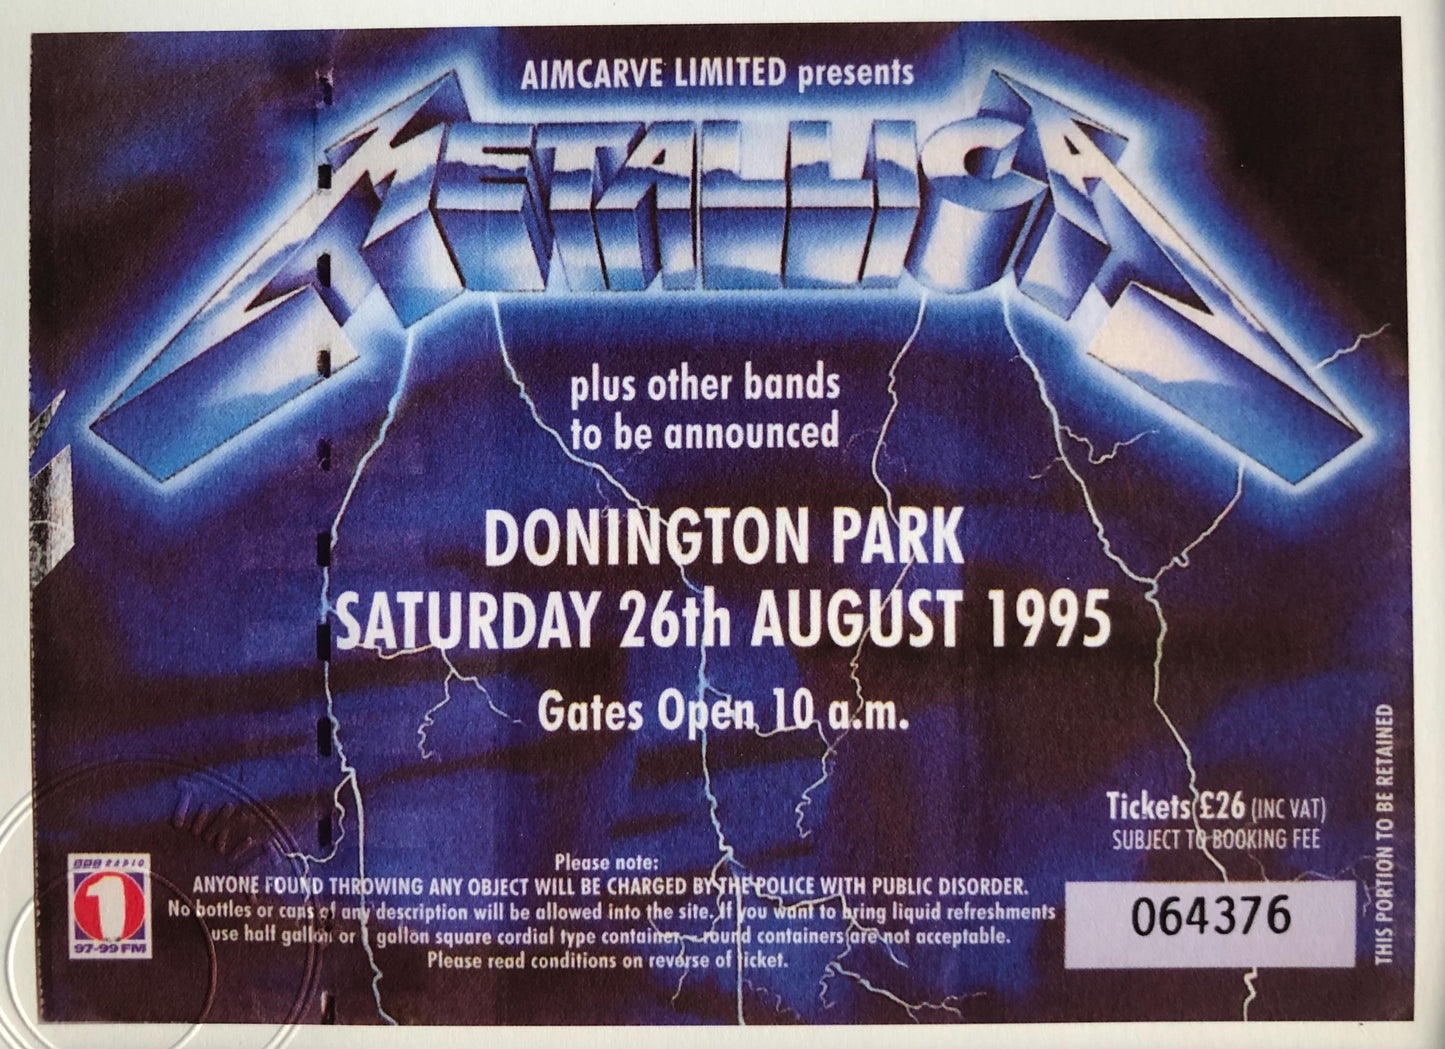 AIMCARVE LIMITED presents
METALLICA
plus other bands
to be announced
DONINGTON PARK
SATURDAY 26th AUGUST 1995
Gates Open 10 a.m.
Tickets £26 (INC VAT)
SUBJECT TO BOOKING FEE
064376
THIS PORTION TO BE RETAINED
BBC RADIO
1
97-99 FM
Please note:
ANYONE FOUND THROWING ANY OBJECT WILL BE CHARGED BY THE POLICE WITH PUBLIC DISORDER.
No bottles or cans of any description will be allowed into the site. If you want to bring liquid refreshments
use half gallon or 1 gallon square cordial type container – round containers are not acceptable.
Please read conditions on reverse of ticket.